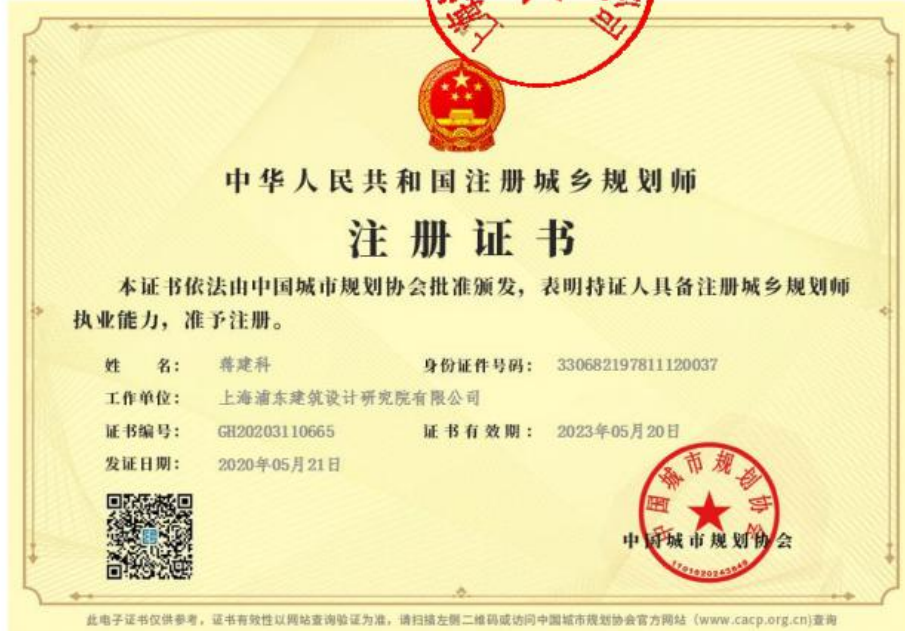 上海
司
中华人民共和国注册城乡规划师
注册证书
本证书依法由中国城市规划协会批准颁发，表明持证人具备注册城乡规划师
执业能力，准予注册。
姓 名： 蒋建科 身份证件号码： 330682197811120037
工作单位： 上海浦东建筑设计研究院有限公司
证书编号： GH20203110665 证书有效期： 2023年05月20日
发证日期： 2020年05月21日
中国城市规划协会
中国城市规划协会
此电子证书仅供参考，证书有效性以网站查询验证为准，请扫描左侧二维码或访问中国城市规划协会官方网站（www.cacp.org.cn)查询